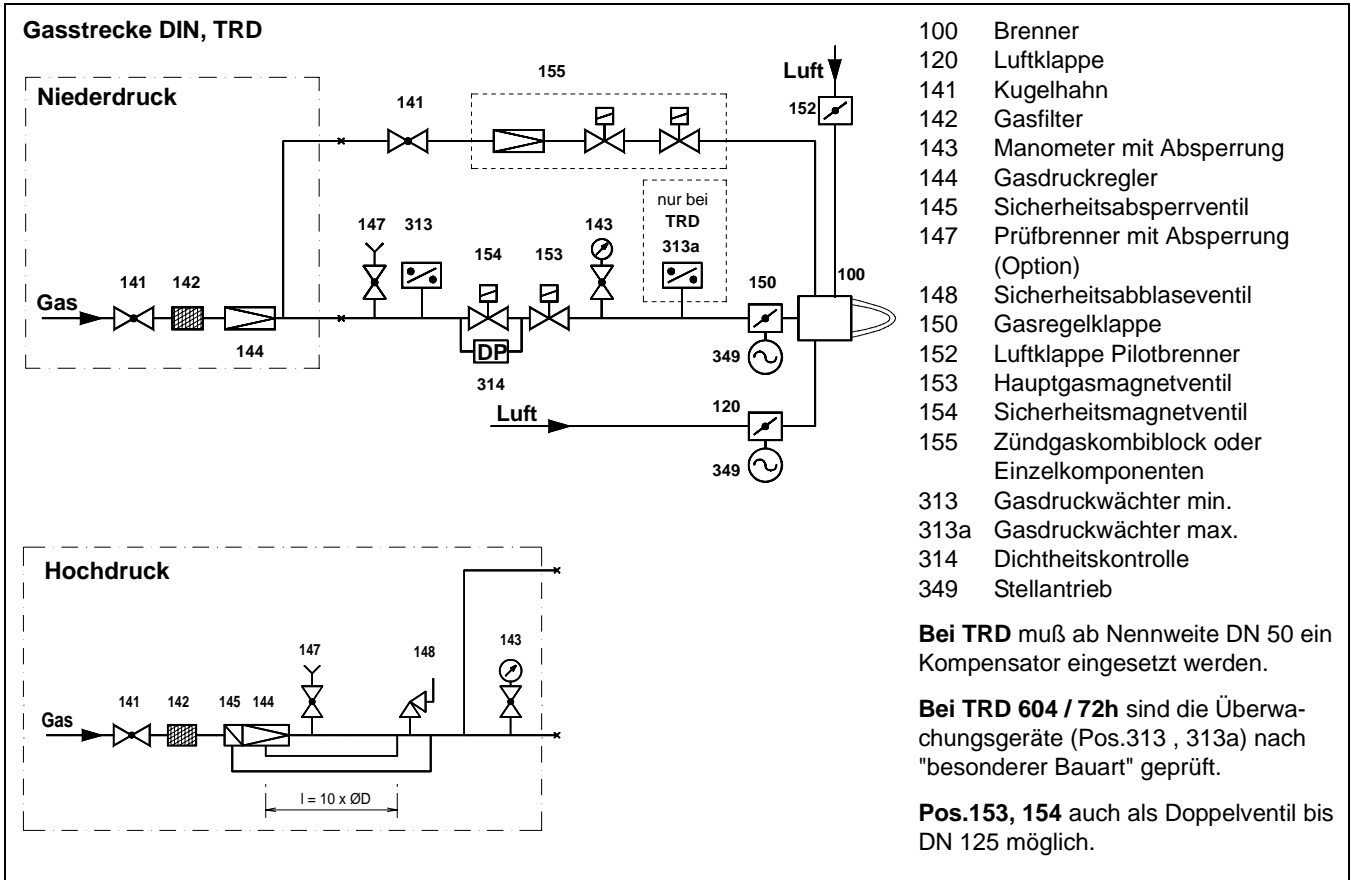 Gasstrecke DIN, TRD
Niederdruck
155
Luft
152
141
nur bei
TRD
147
313
154
153
143
313a
150
100
141
142
Gas
144
DP
314
349
Luft
120
349
Hochdruck
147
148
143
141
142
145
144
Gas
l = 10 x ØD
100 Brenner
120 Luftklappe
141 Kugelhahn
142 Gasfilter
143 Manometer mit Absperrung
144 Gasdruckregler
145 Sicherheitsabsperrventil
147 Prüfbrenner mit Absperrung
(Option)
148 Sicherheitsabblaseventil
150 Gasregelklappe
152 Luftklappe Pilotbrenner
153 Hauptgasmagnetventil
154 Sicherheitsmagnetventil
155 Zündgaskombiblock oder
Einzelkomponenten
313 Gasdruckwächter min.
313a Gasdruckwächter max.
314 Dichtheitskontrolle
349 Stellantrieb
Bei TRD muß ab Nennweite DN 50 ein
Kompensator eingesetzt werden.
Bei TRD 604 / 72h sind die Überwa-
chungsgeräte (Pos.313 , 313a) nach
"besonderer Bauart" geprüft.
Pos.153, 154 auch als Doppelventil bis
DN 125 möglich.